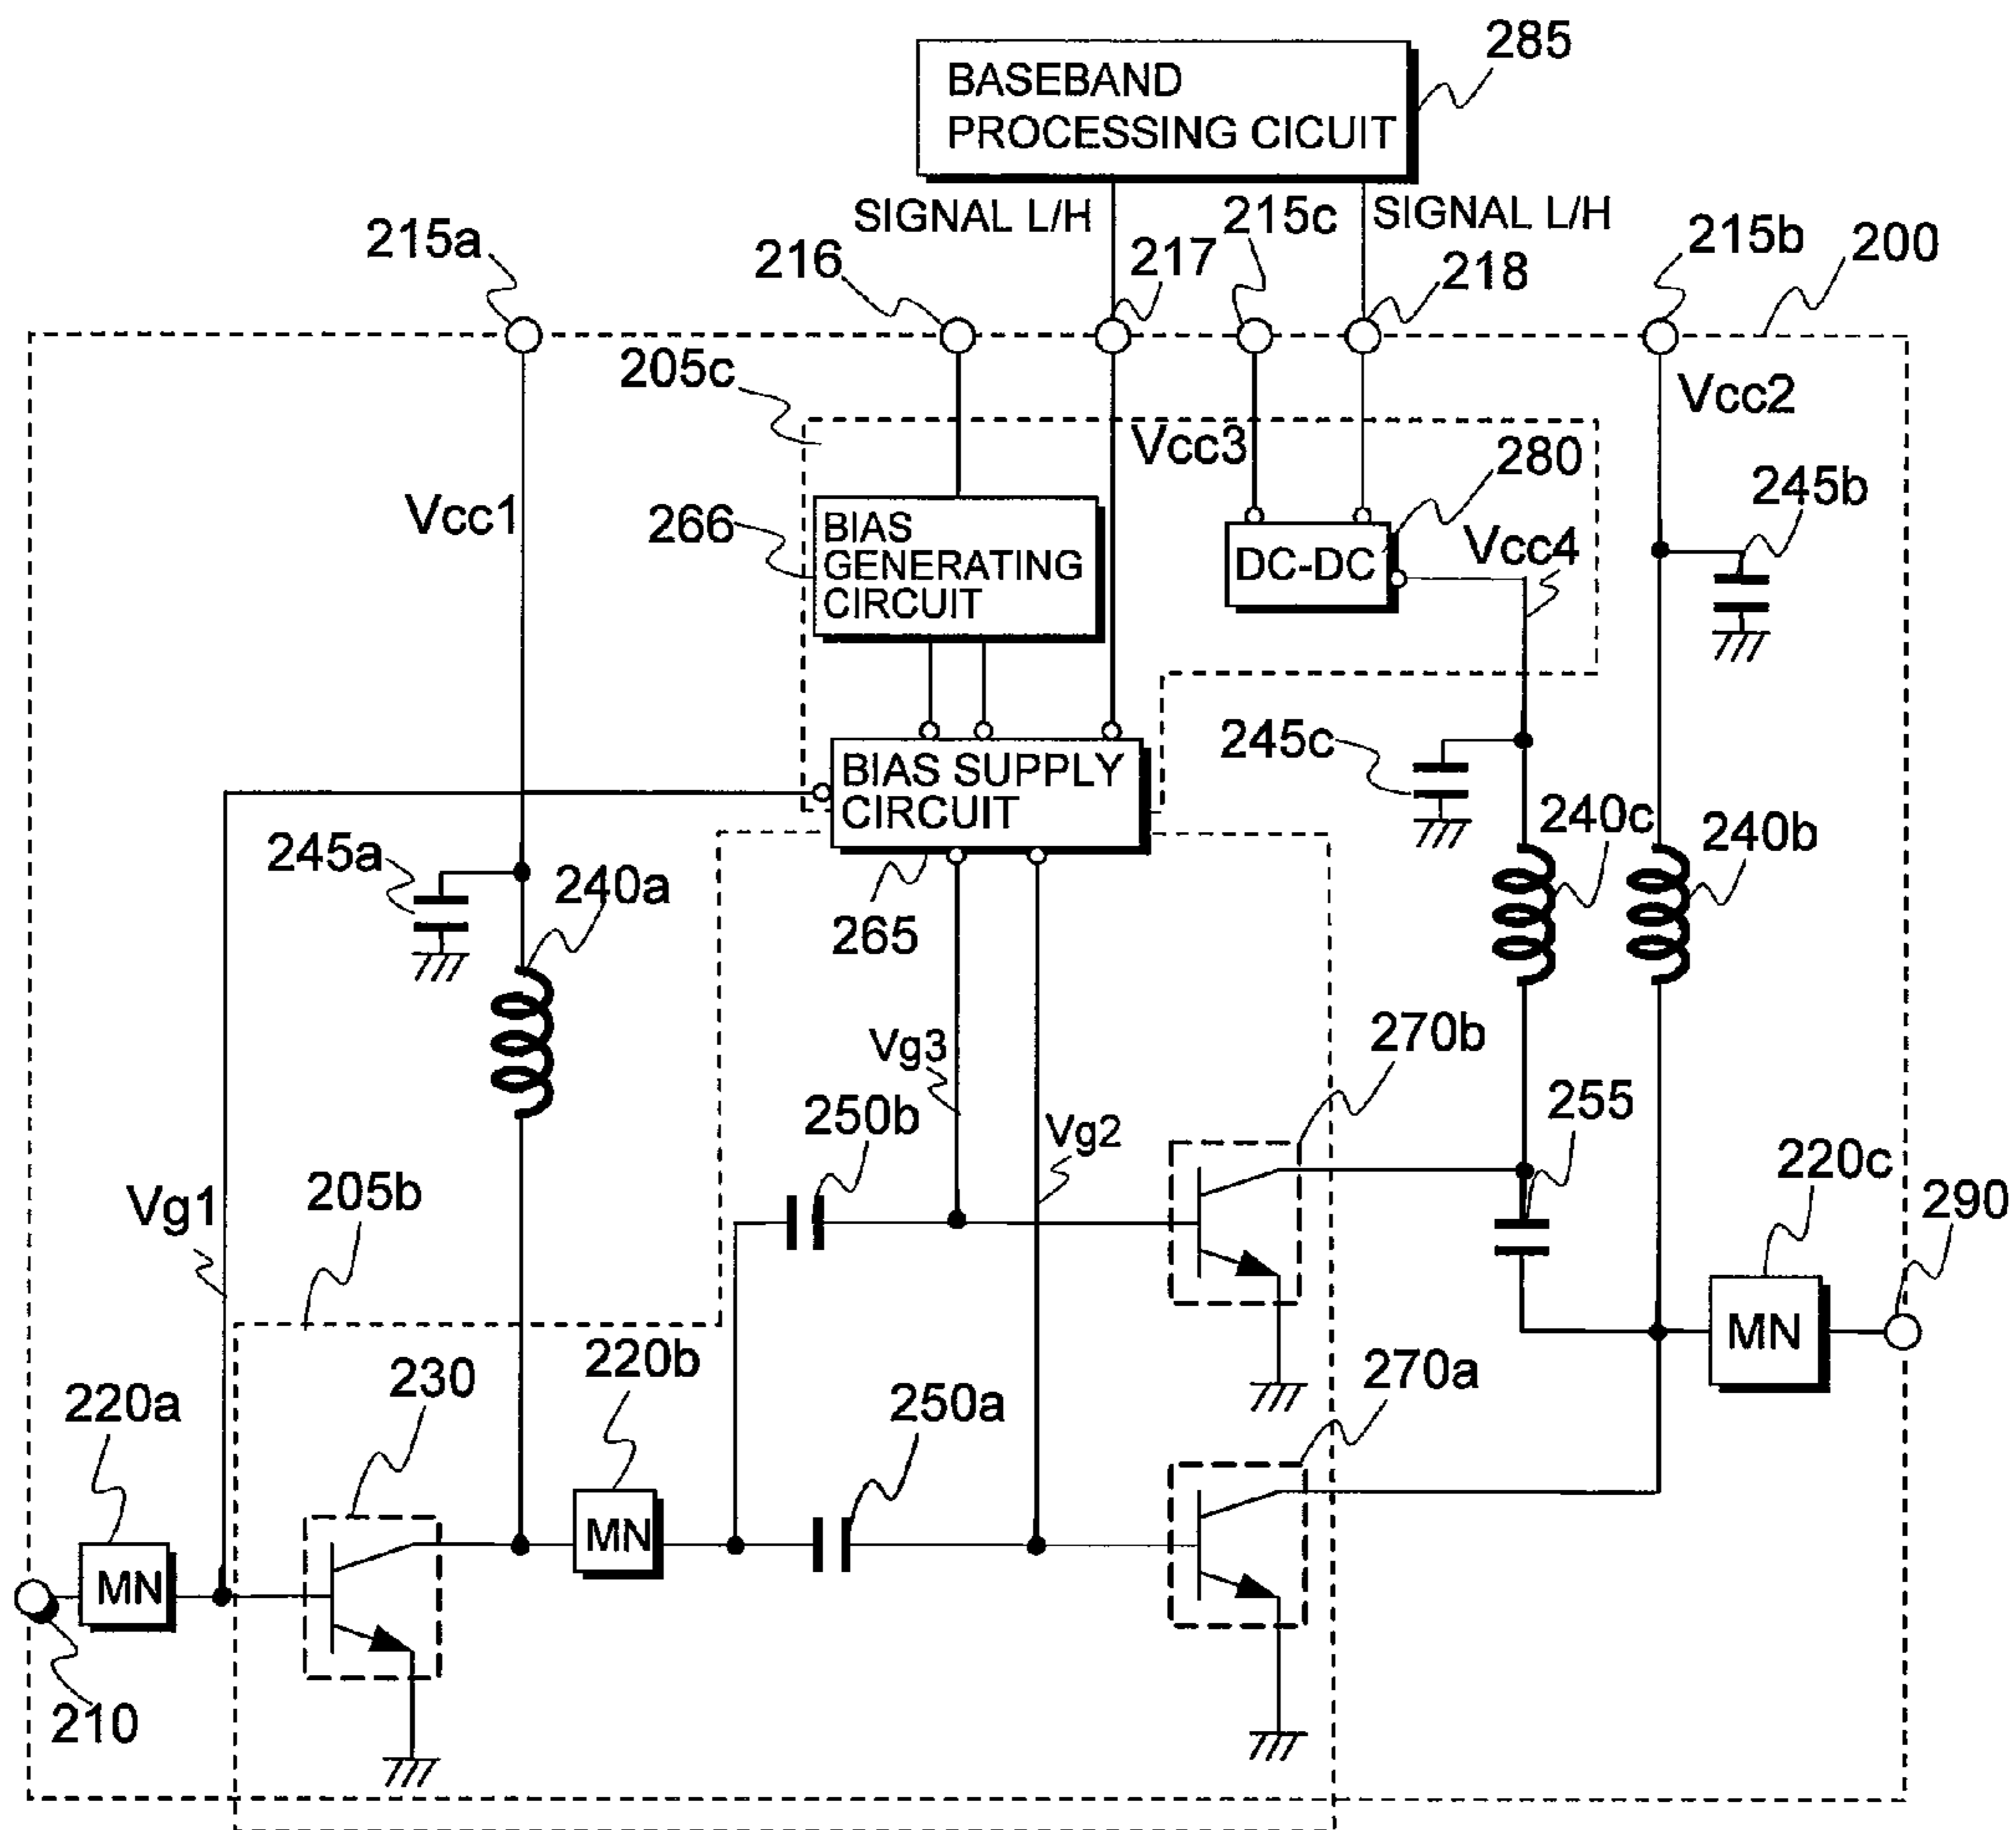 285
BASEBAND
PROCESSING CICUIT
SIGNAL L/H
215c
SIGNAL L/H
215a
216
217
218
215b
200
205c
Vcc3
Vcc2
280
245b
Vcc1
266
BIAS
GENERATING
CIRCUIT
DC-DC
Vcc4
245c
BIAS SUPPLY
CIRCUIT
240c
240b
245a
240a
265
270b
Vg3
250b
Vg2
255
220c
290
Vg1
205b
MN
220b
270a
230
250a
220a
MN
MN
210